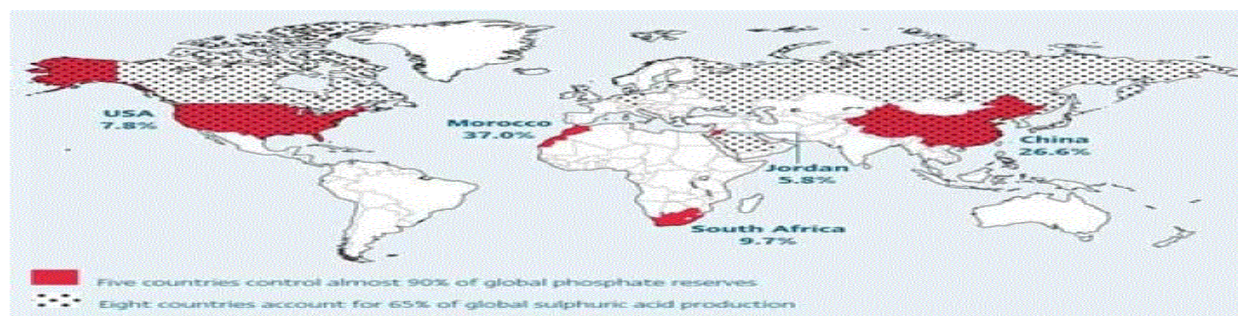 USA
7.8%
Morocco
37.0%
China
26.6%
Jordan
5.8%
South Africa
9.7%
Five countries control almost 90% of global phosphate reserves
Eight countries account for 65% of global sulphuric acid production